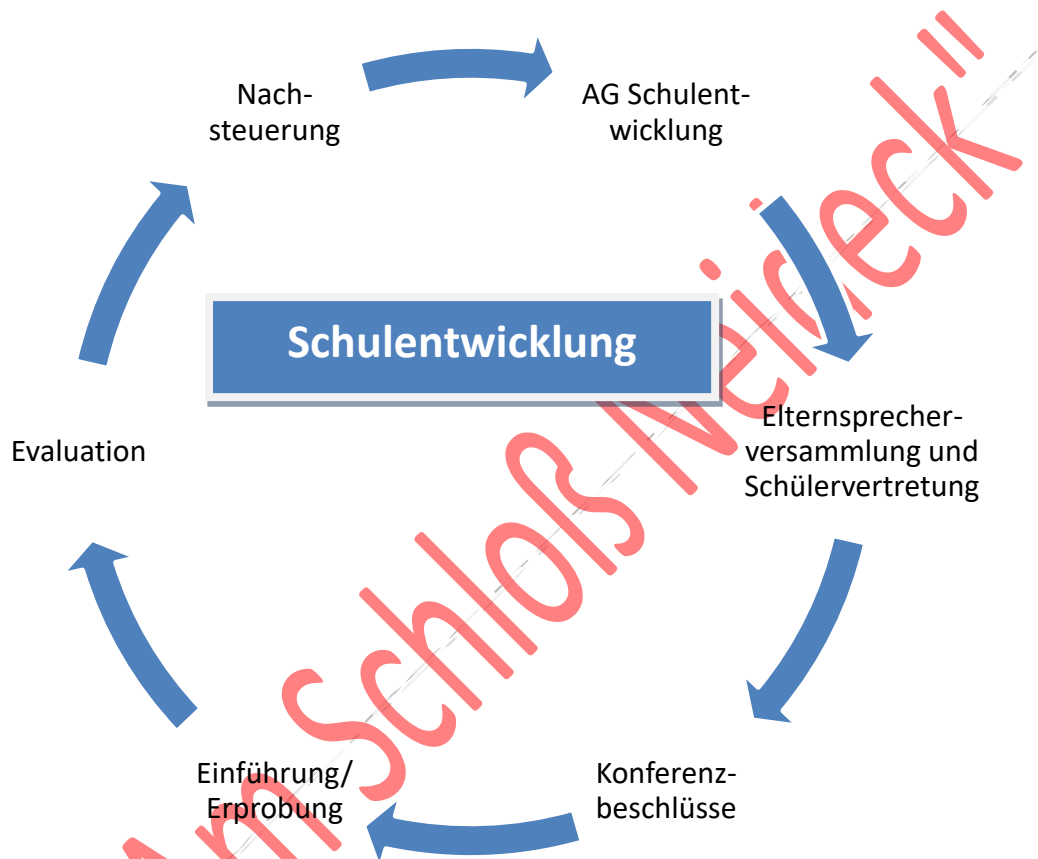 Nach-
steuerung
AG Schulent-
wicklung
Schulentwicklung
Elternsprecher-
versammlung und
Schülervertretung
Evaluation
Einführung/
Erprobung
Konferenz-
beschlüsse
Am Schloß Neideck"